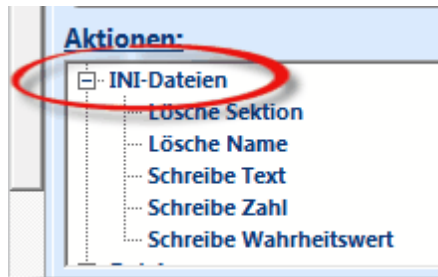 Aktionen:
INI-Dateien
Lösche Sektion
Lösche Name
Schreibe Text
Schreibe Zahl
Schreibe Wahrheitswert